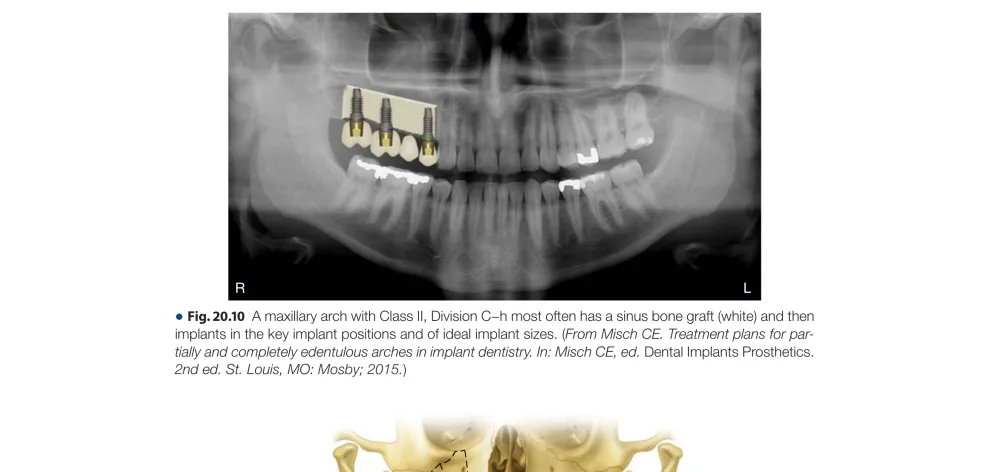 R
L
• Fig. 20.10 A maxillary arch with Class II, Division C–h most often has a sinus bone graft (white) and then
implants in the key implant positions and of ideal implant sizes. (From Misch CE. Treatment plans for par-
tially and completely edentulous arches in implant dentistry. In: Misch CE, ed. Dental Implants Prosthetics.
2nd ed. St. Louis, MO: Mosby; 2015.)